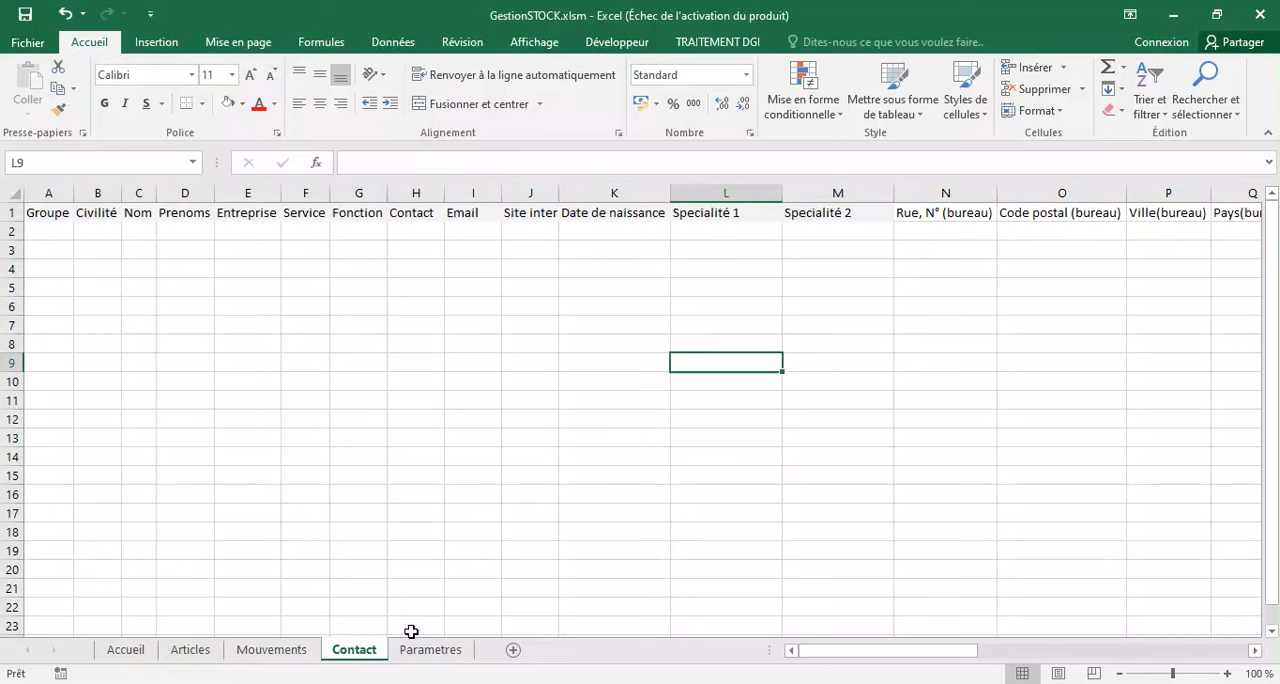 GestionSTOCK.xlsm - Excel (Échec de l'activation du produit)
Fichier Accueil Insertion Mise en page Formules Données Révision Affichage Développeur TRAITEMENT DGI Dites-nous ce que vous voulez faire.. Connexion Partager
Coller
Presse-papiers
Calibri 11
G I S
Police
Renvoyer à la ligne automatiquement
Fusionner et centrer
Alignement
Standard
% 000
Nombre
Mise en forme conditionnelle
Mettre sous forme de tableau
Styles de cellules
Style
Insérer
Supprimer
Format
Cellules
Trier et filtrer
Rechercher et sélectionner
Édition
L9
fx
A B C D E F G H I J K L M N O P Q
1 Groupe Civilité Nom Prenoms Entreprise Service Fonction Contact Email Site inter Date de naissance Specialité 1 Specialité 2 Rue, N° (bureau) Code postal (bureau) Ville(bureau) Pays(bu
2
3
4
5
6
7
8
9
10
11
12
13
14
15
16
17
18
19
20
21
22
23
Accueil Articles Mouvements Contact Parametres
Prêt
100 %